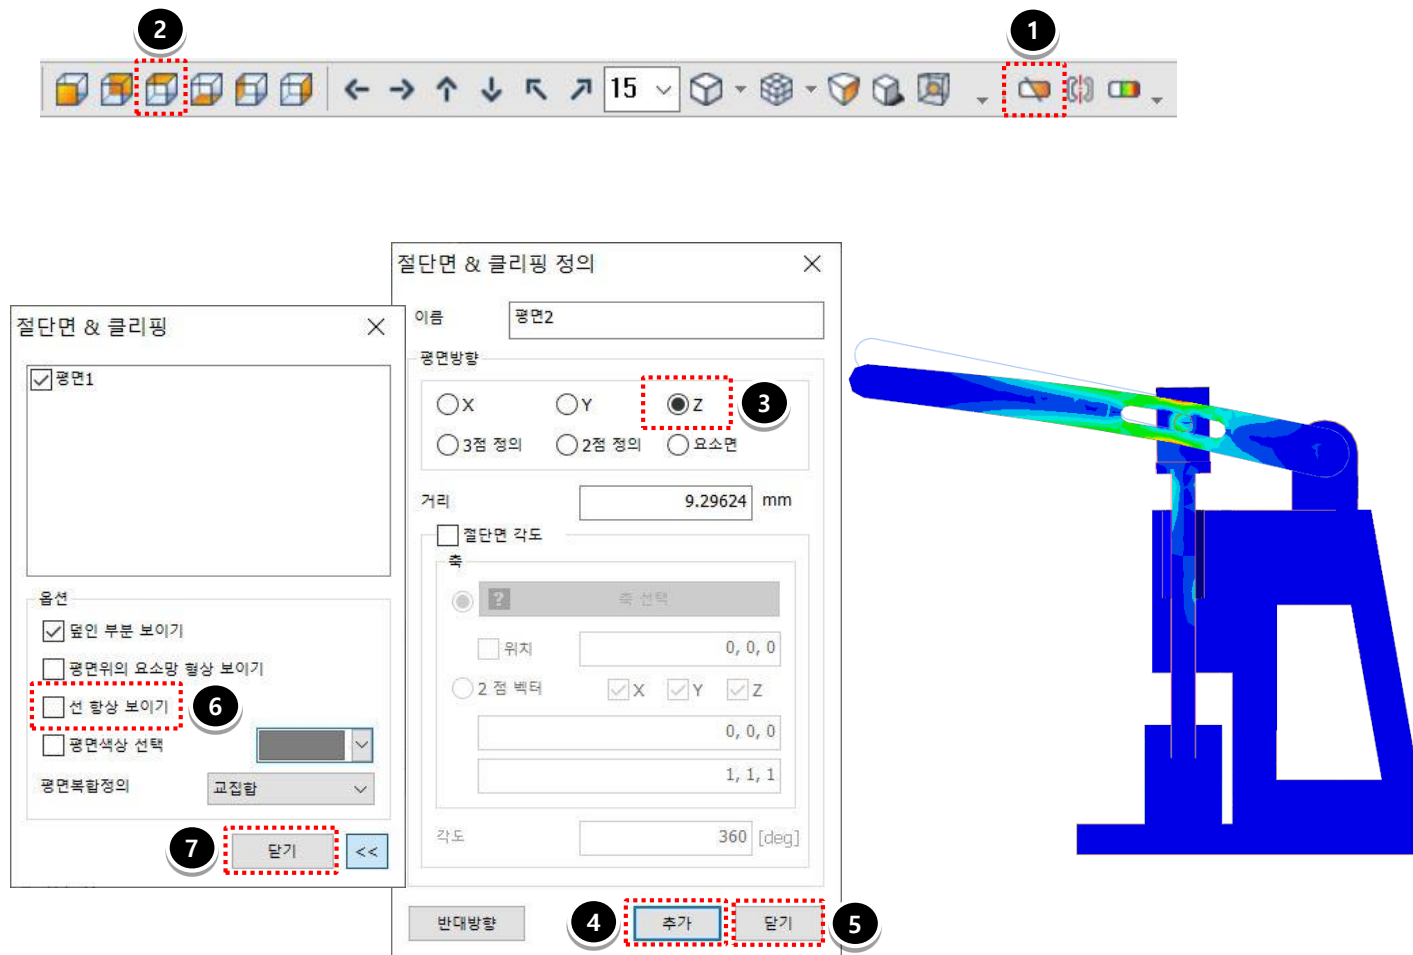 2
1
15
절단면 & 클리핑 정의
이름
평면2
평면방향
X
Y
Z
3
3점 정의
2점 정의
요소면
거리
9.29624 mm
절단면 각도
축
?
축 선택
위치
0, 0, 0
2 점 벡터
X
Y
Z
0, 0, 0
1, 1, 1
각도
360 [deg]
반대방향
4
추가
닫기
5
절단면 & 클리핑
평면1
옵션
덮인 부분 보이기
평면위의 요소망 형상 보이기
선 항상 보이기
6
평면색상 선택
평면복합정의
교집합
7
닫기
<<